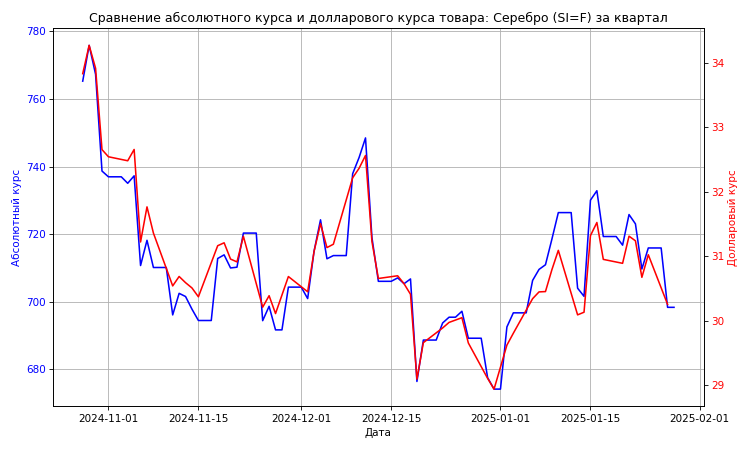 Сравнение абсолютного курса и долларового курса товара: Серебро (SI=F) за квартал
780
760
740
720
700
680
Абсолютный курс
34
33
32
31
30
29
Долларовый курс
2024-11-01 2024-11-15 2024-12-01 2024-12-15 2025-01-01 2025-01-15 2025-02-01
Дата